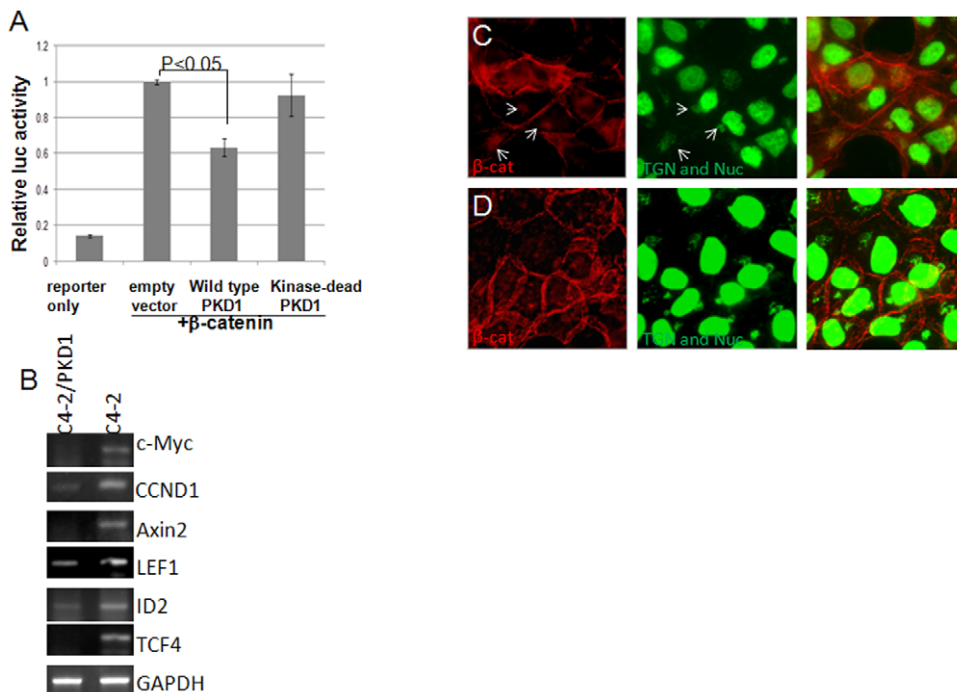 A
P<0 05
Relative luc activity
1.2
1
0.8
0.6
0.4
0.2
0
reporter only
empty vector
Wild type PKD1
Kinase-dead PKD1
+β-catenin
B
C4-2/PKD1
C4-2
c-Myc
CCND1
Axin2
LEF1
ID2
TCF4
GAPDH
C
β-cat
TGN and Nuc
D
β-cat
TGN and Nuc